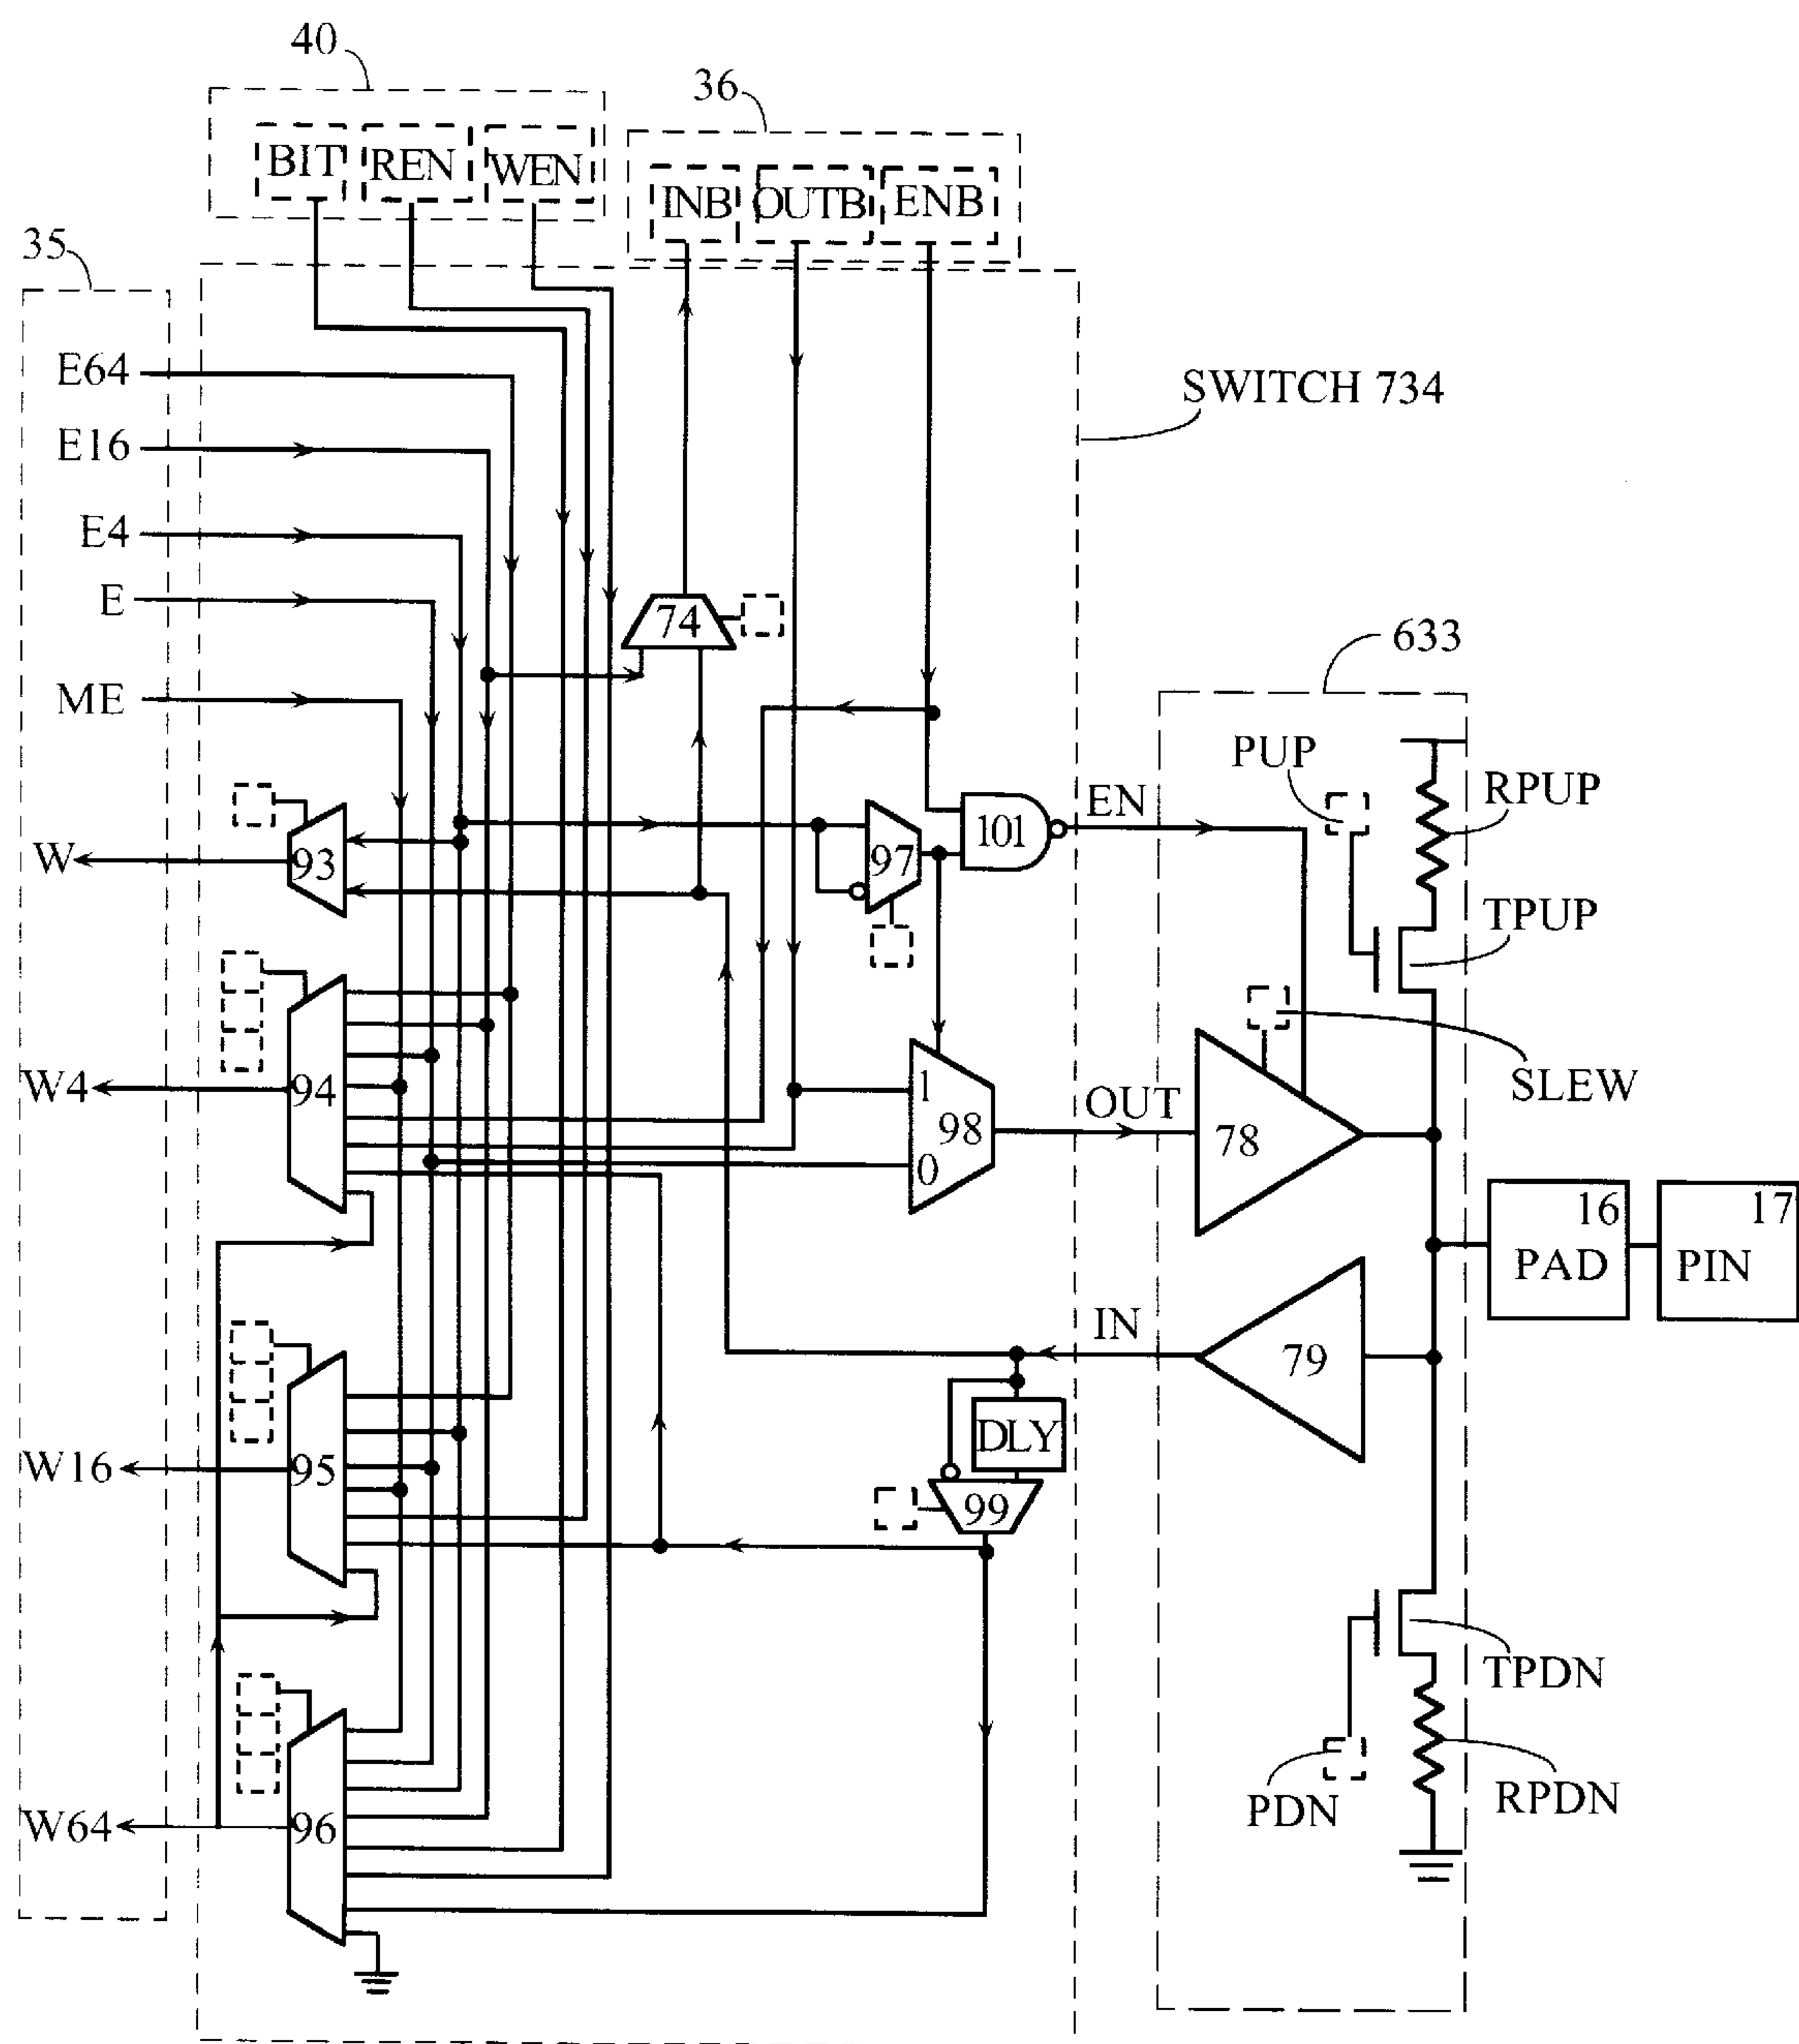 40
36
BIT REN WEN
INB OUTB ENB
35
E64
SWITCH 734
E16
E4
E
74
633
ME
PUP
RPUP
EN
93
97
101
W
TPUP
94
W4
1
98
0
OUT
78
SLEW
16
PAD
17
PIN
IN
79
DLY
99
95
W16
TPDN
96
W64
PDN
RPDN